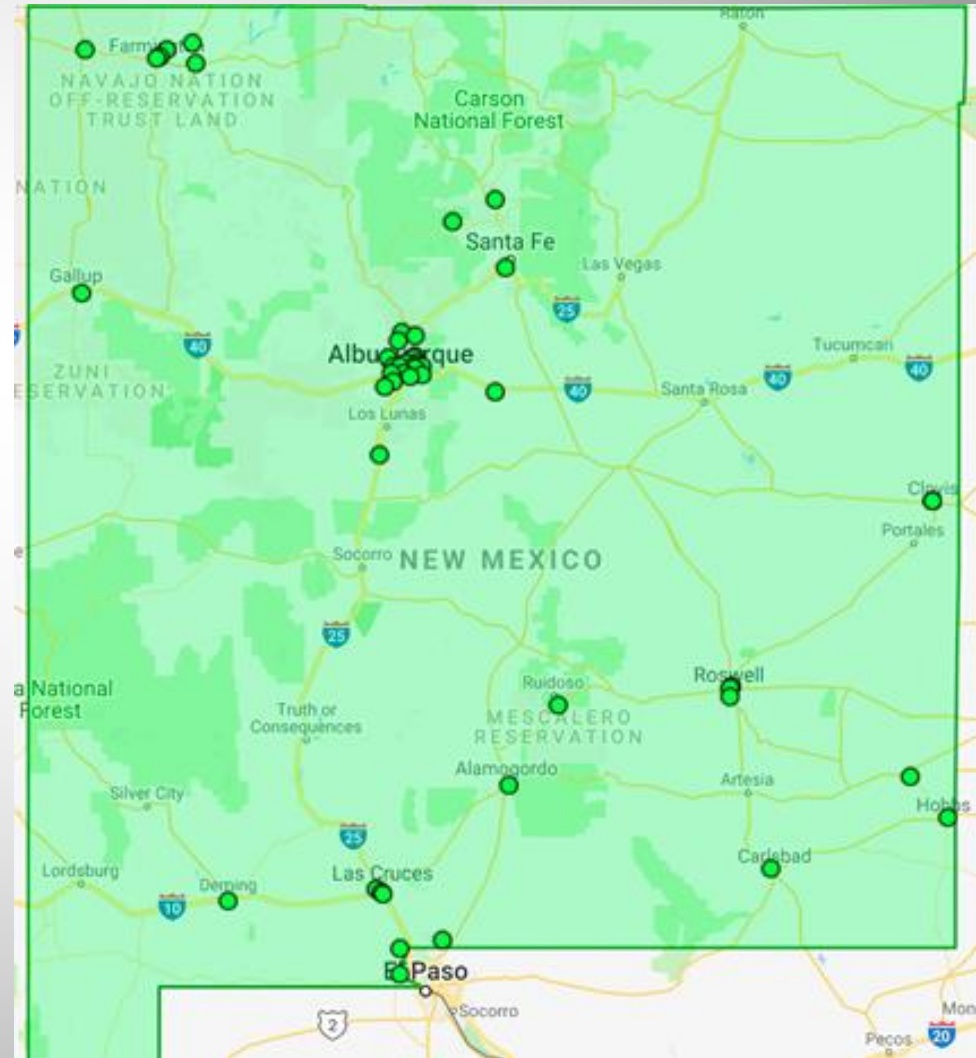 Raton
NAVAJO NATION
OFF-RESERVATION
TRUST LAND
Carson
National Forest
NATION
Santa Fe
Las Vegas
Gallup
25
40
Tucumcari
Albuquerque
ZUNI
40
40
40
Santa Rosa
Los Lunas
Clovis
Portales
Socorro
NEW MEXICO
25
Roswell
Ruidoso
a National
Forest
Truth or
Consequences
MESCALERO
RESERVATION
Alamogordo
Artesia
Silver City
Hobbs
25
Las Cruces
Carlsbad
Lordsburg
Deming
10
El Paso
Socorro
2
Mon
20
Pecos